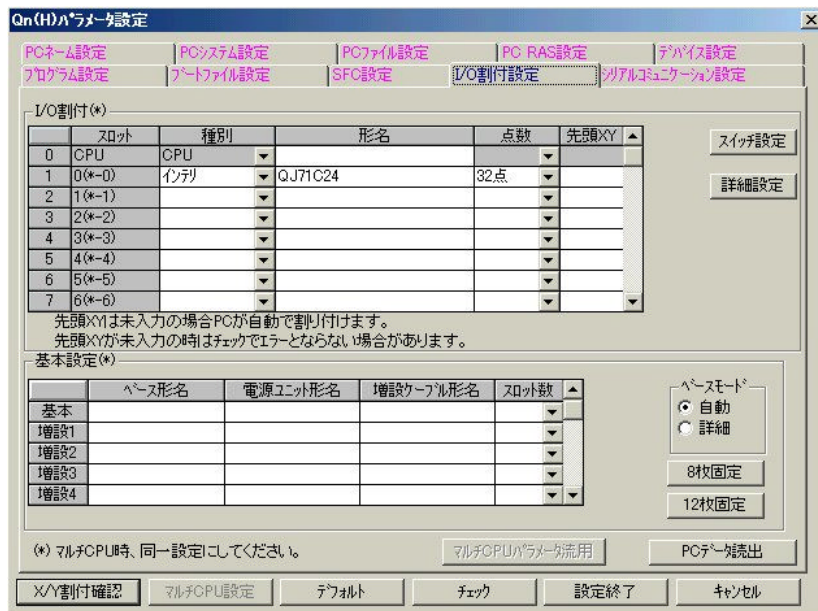 Qn(H)パラメータ設定
PCネーム設定 PCシステム設定 PCファイル設定 PC RAS設定 デバイス設定
プログラム設定 ブートファイル設定 SFC設定 I/O割付設定 シリアルコミュニケーション設定
I/O割付(*)
スロット 種別 形名 点数 先頭XY
0 CPU CPU
1 0(*-0) インテリ QJ71C24 32点
2 1(*-1)
3 2(*-2)
4 3(*-3)
5 4(*-4)
6 5(*-5)
7 6(*-6)
スイッチ設定
詳細設定
先頭XYは未入力の場合PCが自動で割り付けます。
先頭XYが未入力の時はチェックでエラーとならない場合があります。
基本設定(*)
ベース形名 電源ユニット形名 増設ケーブル形名 スロット数
基本
増設1
増設2
増設3
増設4
ベースモード
自動
詳細
8枚固定
12枚固定
(*) マルチCPU時、同一設定にしてください。
マルチCPUパラメータ流用 PCデータ読出
X/Y割付確認 マルチCPU設定 デフォルト チェック 設定終了 キャンセル